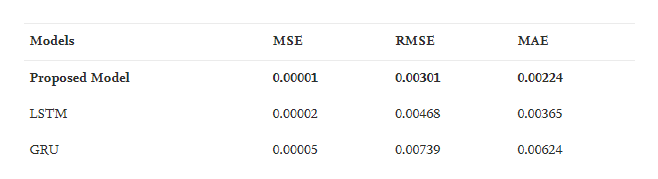 Models MSE RMSE MAE
Proposed Model 0.00001 0.00301 0.00224
LSTM 0.00002 0.00468 0.00365
GRU 0.00005 0.00739 0.00624